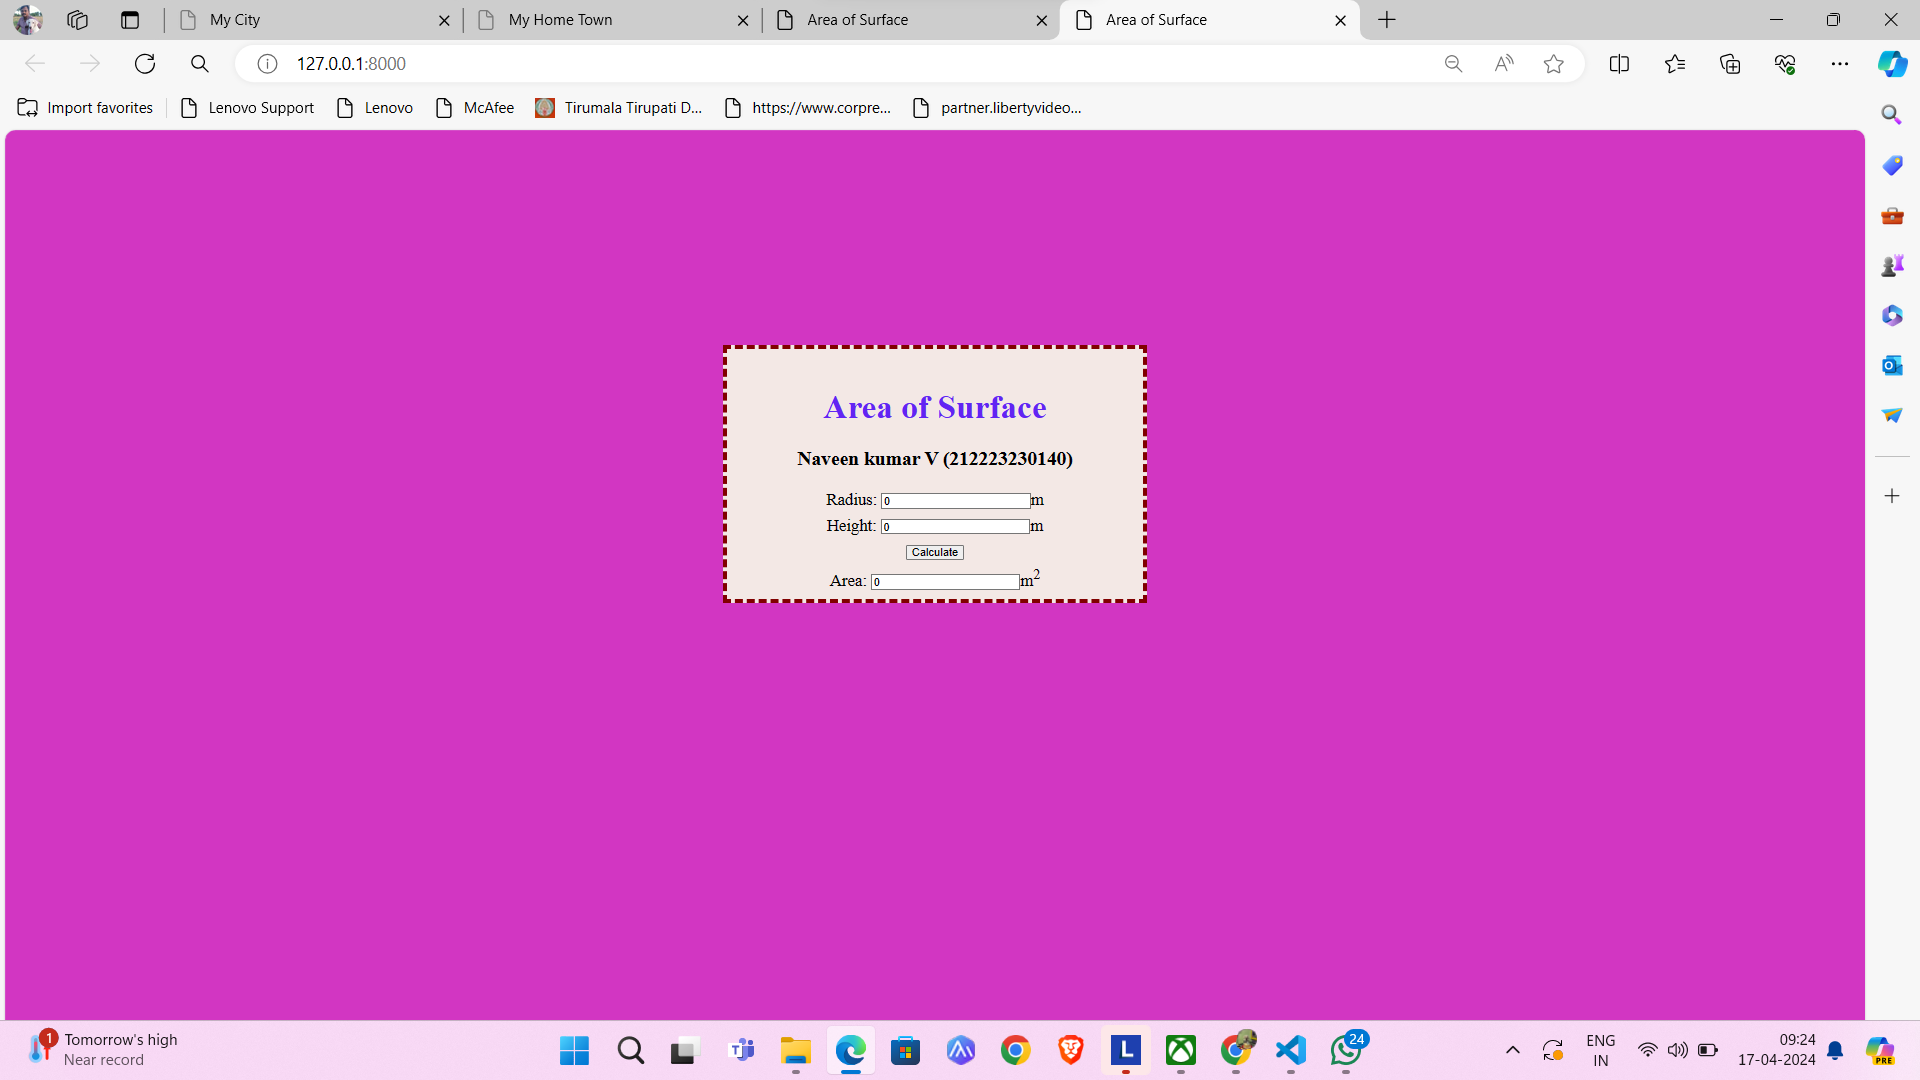 My City
My Home Town
Area of Surface
Area of Surface
127.0.0.1:8000
Import favorites
Lenovo Support
Lenovo
McAfee
Tirumala Tirupati D...
https://www.corpre...
partner.libertyvideo...
Area of Surface
Naveen kumar V (212223230140)
Radius: 0 m
Height: 0 m
Calculate
Area: 0 m²
1
Tomorrow's high
Near record
L
24
ENG
IN
09:24
17-04-2024
PRE